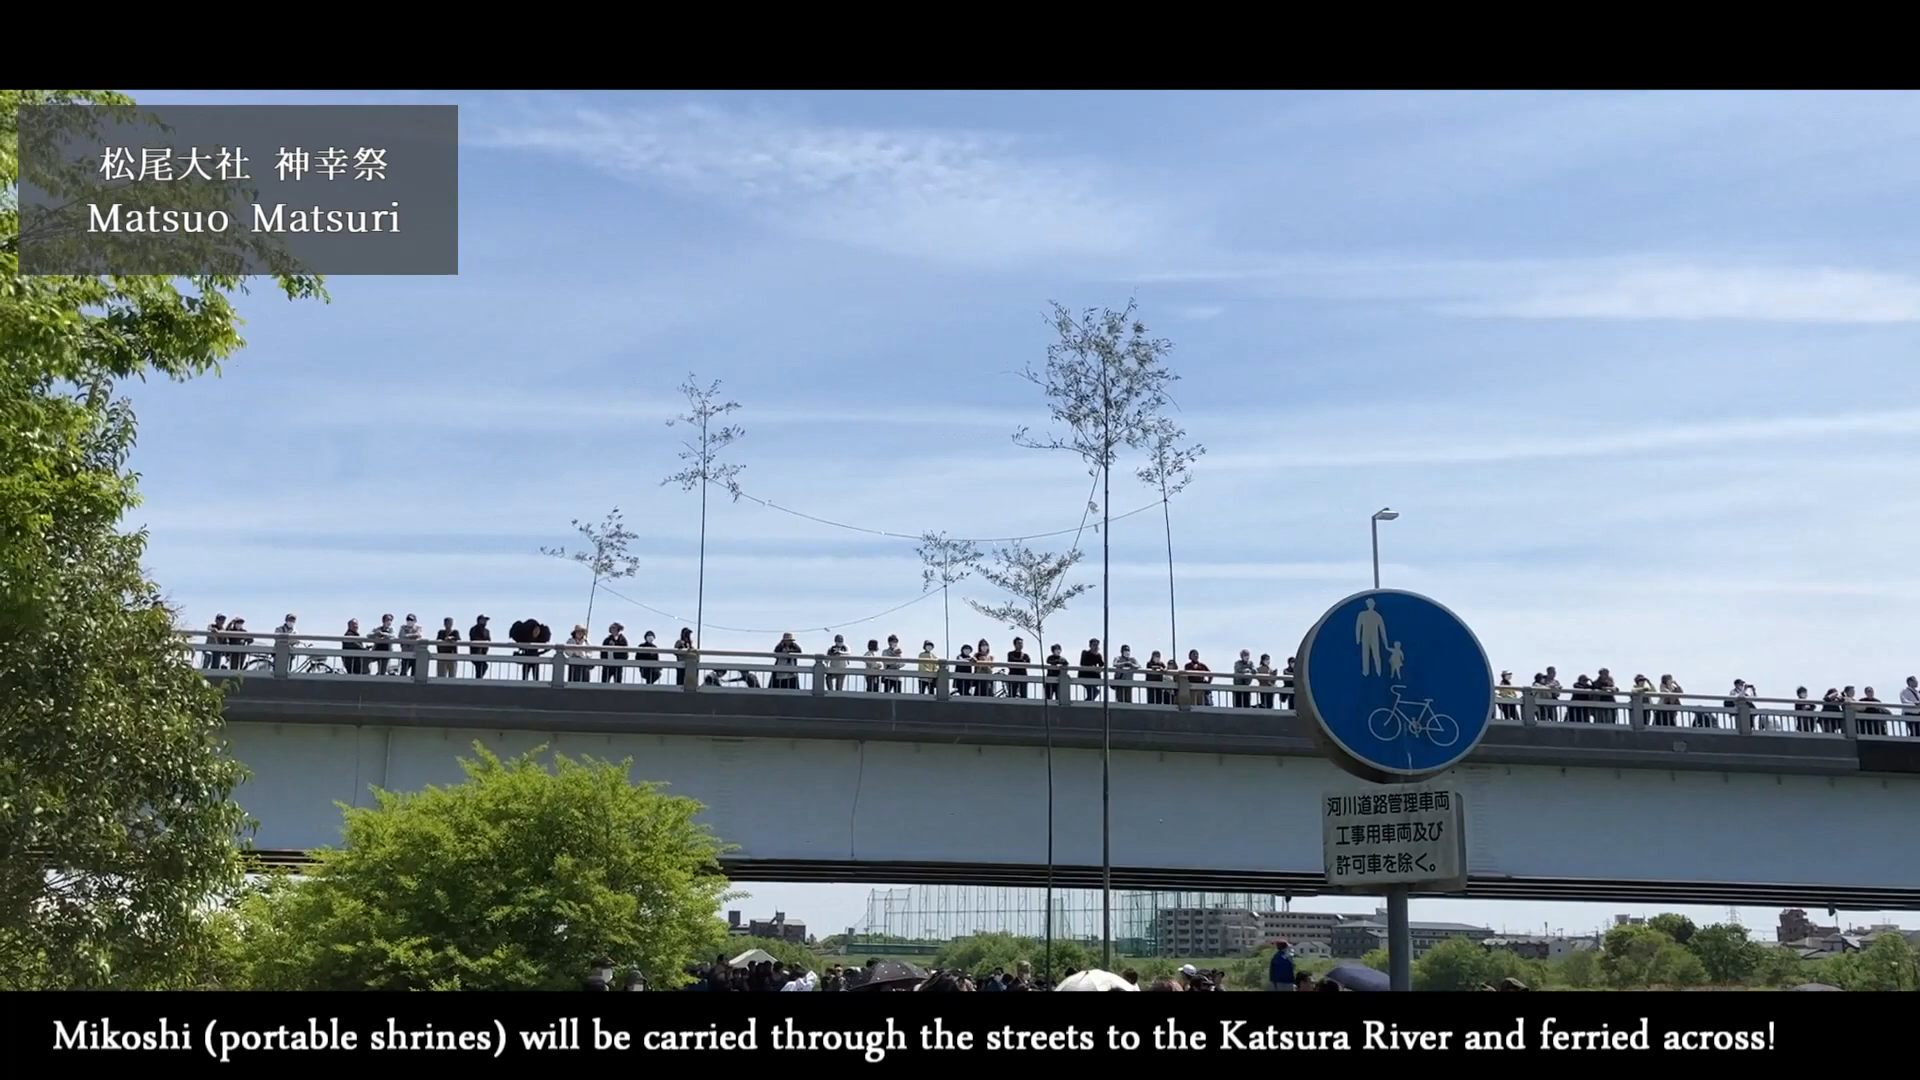 松尾大社 神幸祭
Matsuo Matsuri
河川道路管理車両
工事用車両及び
許可車を除く。
Mikoshi (portable shrines) will be carried through the streets to the Katsura River and ferried across!